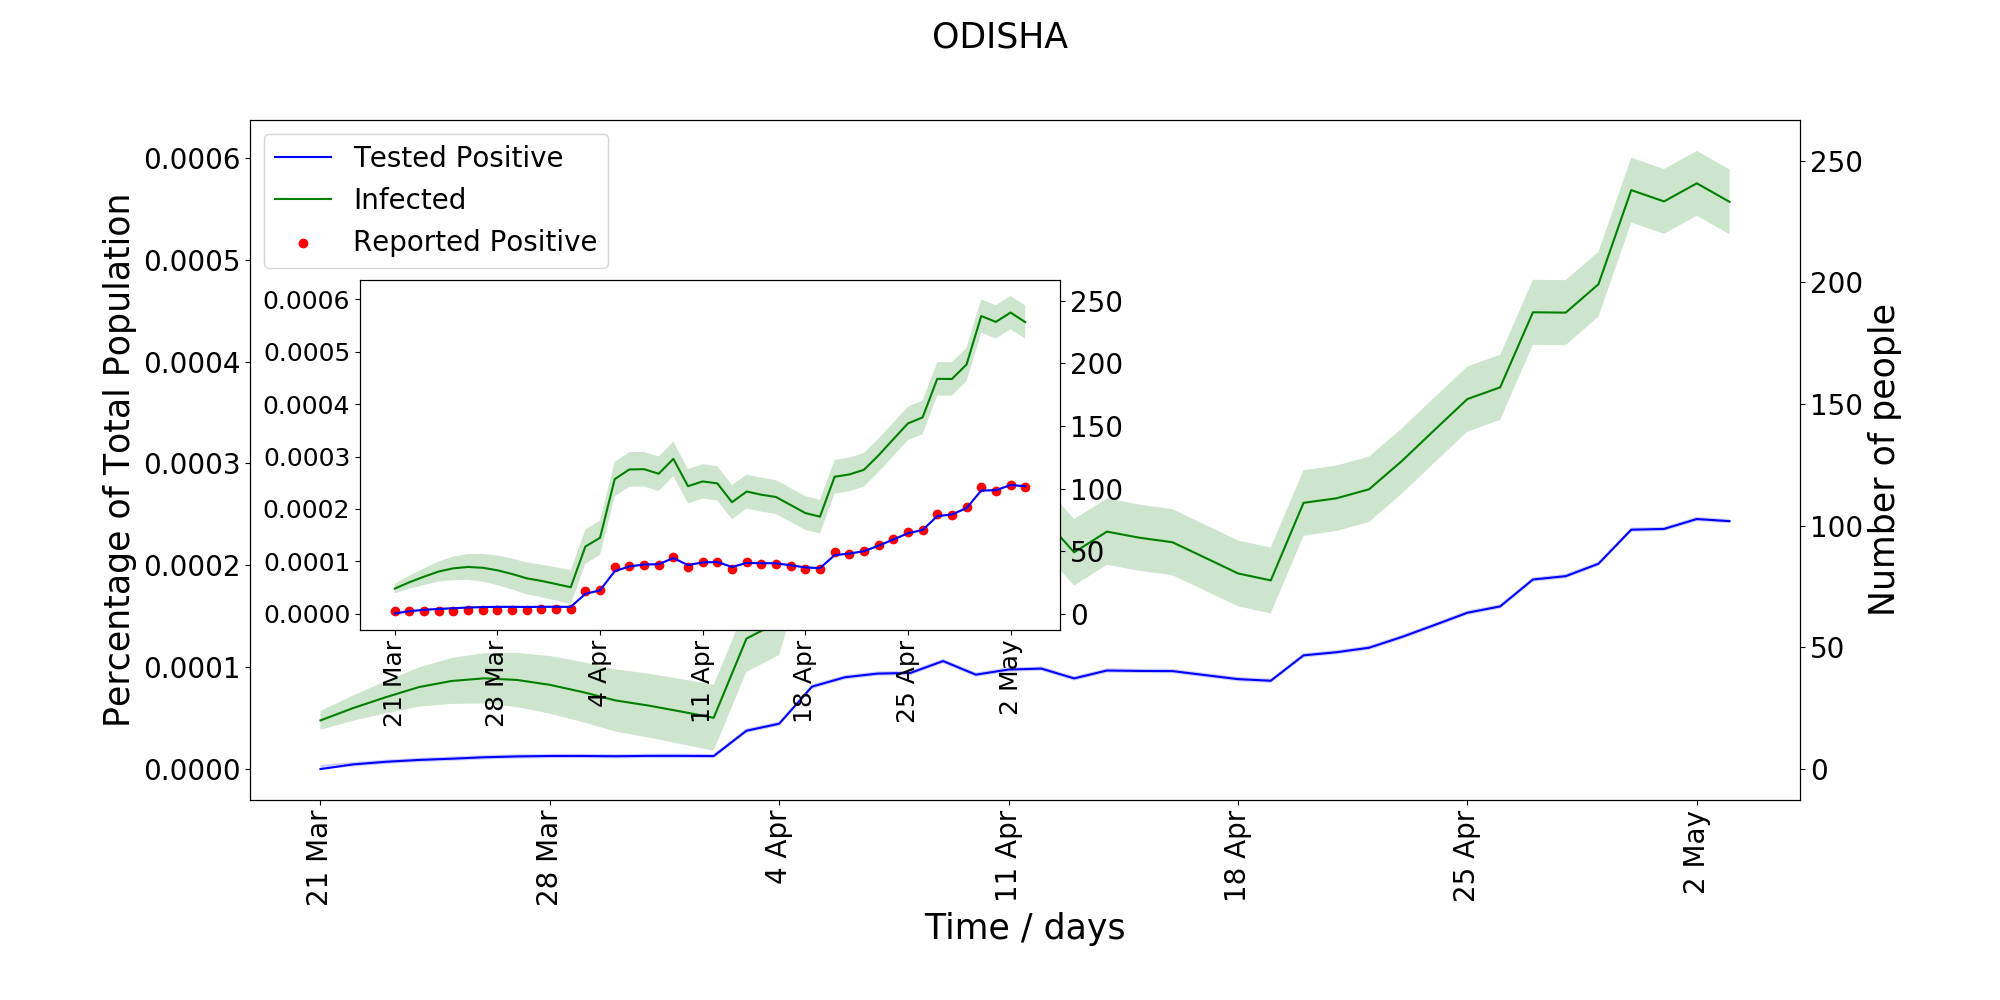 ODISHA
Tested Positive
Infected
Reported Positive
Percentage of Total Population
0.0006
0.0005
0.0004
0.0003
0.0002
0.0001
0.0000
250
200
150
100
50
0
Number of people
0.0006
0.0005
0.0004
0.0003
0.0002
0.0001
0.0000
250
200
150
100
50
0
21 Mar
28 Mar
4 Apr
11 Apr
18 Apr
25 Apr
2 May
21 Mar
28 Mar
4 Apr
11 Apr
18 Apr
25 Apr
2 May
Time / days